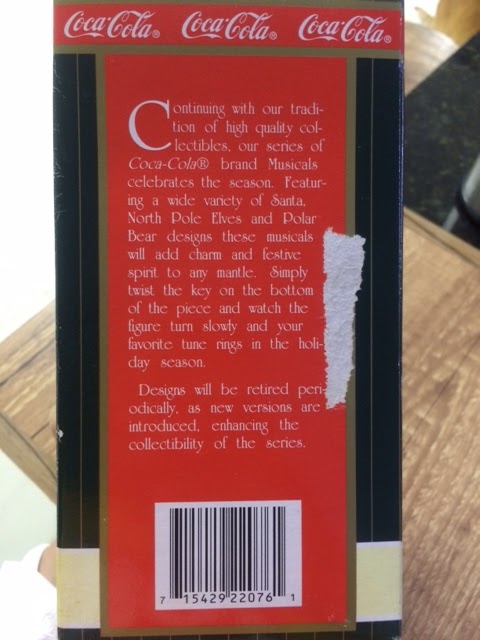 Coca-Cola® Coca-Cola® Coca-Cola®
Continuing with our tradi-
tion of high quality col-
lectibles, our series of
Coca-Cola® brand Musicals
celebrates the season. Featur-
ing a wide variety of Santa,
North Pole Elves and Polar
Bear designs these musicals
will add charm and festive
spirit to any mantle. Simply
twist the key on the bottom
of the piece and watch the
figure turn slowly and your
favorite tune rings in the holi-
day season.
Designs will be retired peri-
odically, as new versions are
introduced, enhancing the
collectibility of the series.
7 15429 22076 1